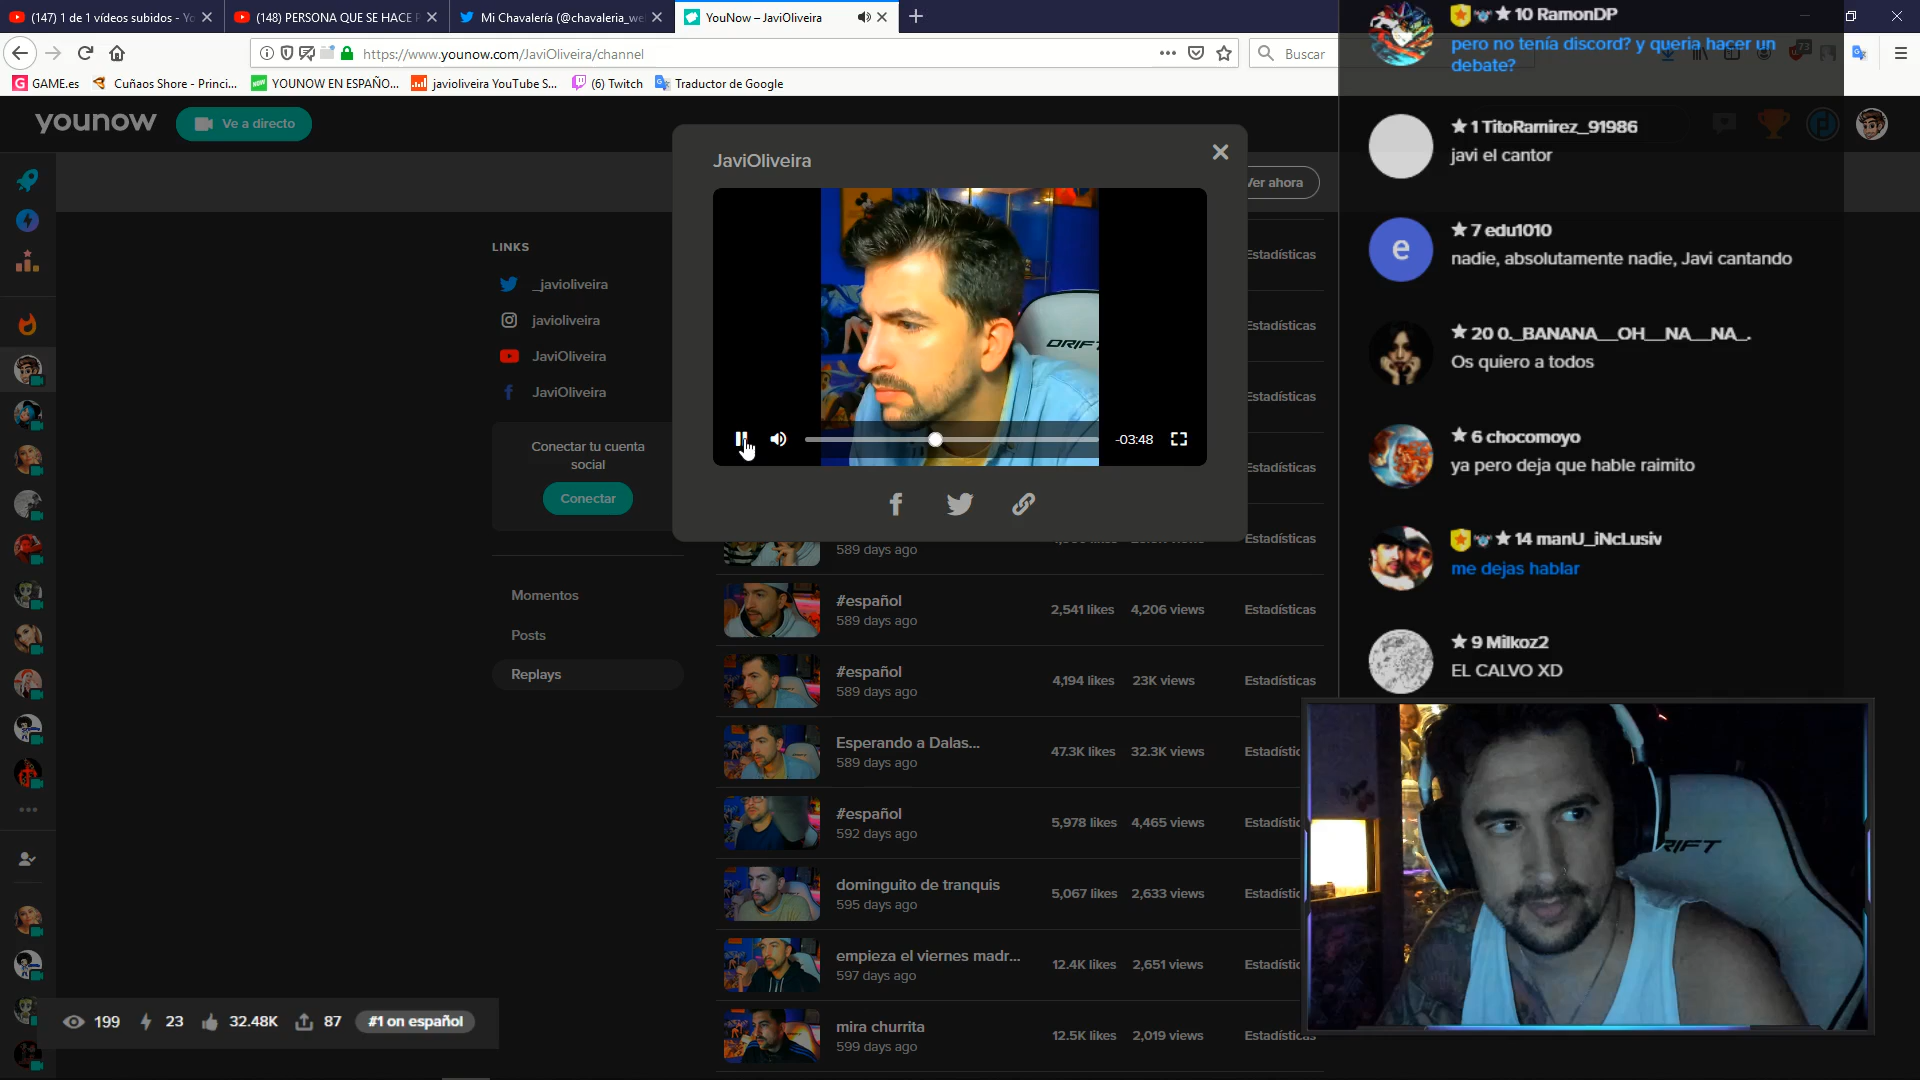 (147) 1 de 1 vídeos subidos - Yo
(148) PERSONA QUE SE HACE P
Mi Chavalería (@chavaleria_we
YouNow – JaviOliveira
https://www.younow.com/JaviOliveira/channel
Buscar
73
GAME.es
Cuñaos Shore - Princi...
YOUNOW EN ESPAÑO...
javioliveira YouTube S...
(6) Twitch
Traductor de Google
younow
Ve a directo
JaviOliveira
Ver ahora
LINKS
_javioliveira
javioliveira
JaviOliveira
JaviOliveira
Conectar tu cuenta
social
Conectar
Momentos
Posts
Replays
DRIFT
-03:48
Estadísticas
Estadísticas
Estadísticas
Estadísticas
Estadísticas
589 days ago
#español
589 days ago
2,541 likes
4,206 views
Estadísticas
#español
589 days ago
4,194 likes
23K views
Estadísticas
Esperando a Dalas...
589 days ago
47.3K likes
32.3K views
Estadístic
#español
592 days ago
5,978 likes
4,465 views
Estadístic
dominguito de tranquis
595 days ago
5,067 likes
2,633 views
Estadístic
empieza el viernes madr...
597 days ago
12.4K likes
2,651 views
Estadístic
mira churrita
599 days ago
12.5K likes
2,019 views
Estadísticas
199
23
32.48K
87
#1 on español
10 RamonDP
pero no tenía discord? y queria hacer un
debate?
1 TitoRamirez_91986
javi el cantor
e
7 edu1010
nadie, absolutamente nadie, Javi cantando
20 0._BANANA__OH__NA__NA_.
Os quiero a todos
6 chocomoyo
ya pero deja que hable raimito
14 manU_iNcLusiv
me dejas hablar
9 Milkoz2
EL CALVO XD
RIFT